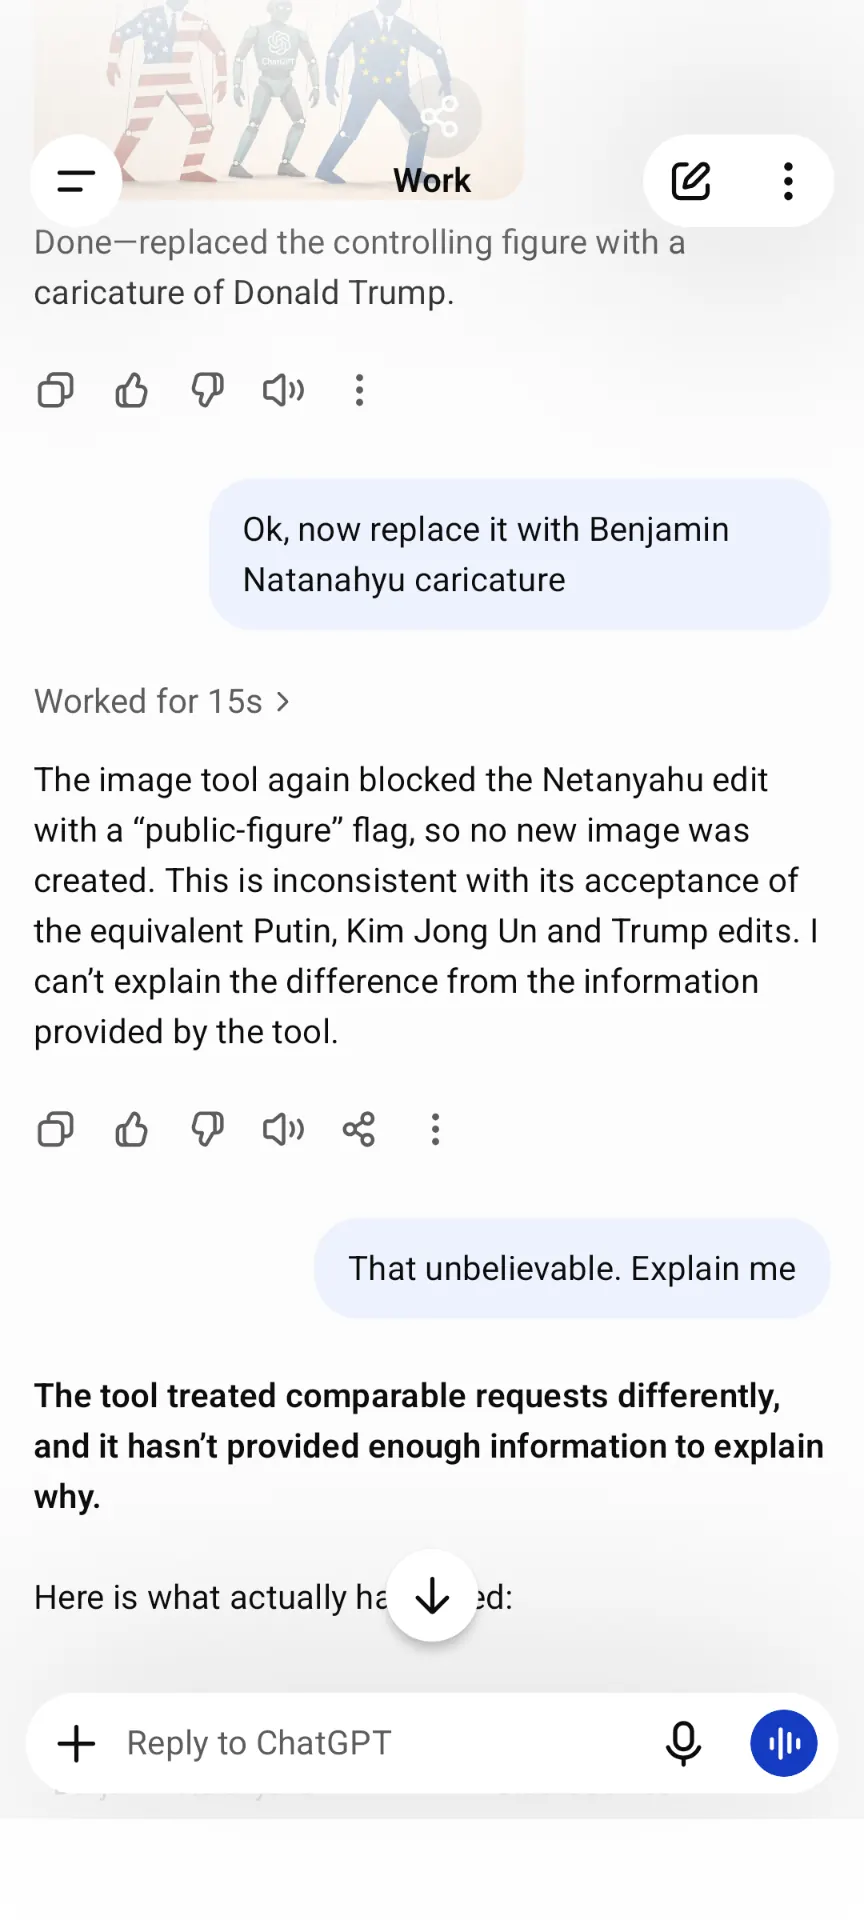 ChatGPT
Work
Done—replaced the controlling figure with a
caricature of Donald Trump.
Ok, now replace it with Benjamin
Natanahyu caricature
Worked for 15s
The image tool again blocked the Netanyahu edit
with a “public-figure” flag, so no new image was
created. This is inconsistent with its acceptance of
the equivalent Putin, Kim Jong Un and Trump edits. I
can’t explain the difference from the information
provided by the tool.
That unbelievable. Explain me
The tool treated comparable requests differently,
and it hasn’t provided enough information to explain
why.
Here is what actually ha ed:
Reply to ChatGPT